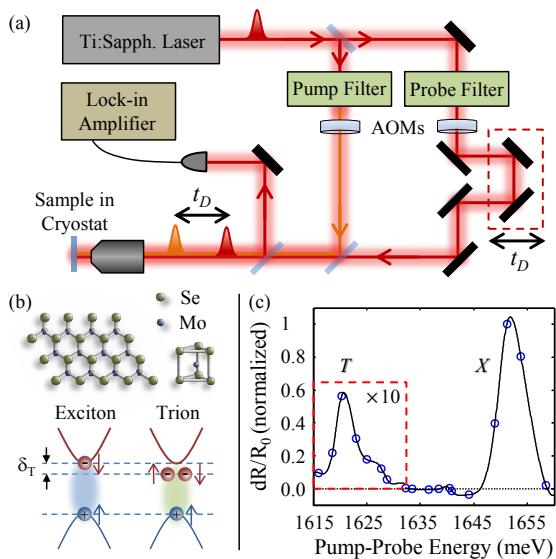 (a)
Ti:Sapph. Laser
Lock-in
Amplifier
Pump Filter
Probe Filter
AOMs
t_D
Sample in
Cryostat
t_D
(b)
Se
Mo
Exciton
Trion
δ_T
(c)
dR/R₀ (normalized)
1.0
0.8
0.6
0.4
0.2
0.0
T
×10
X
1615
1625
1635
1645
1655
Pump-Probe Energy (meV)